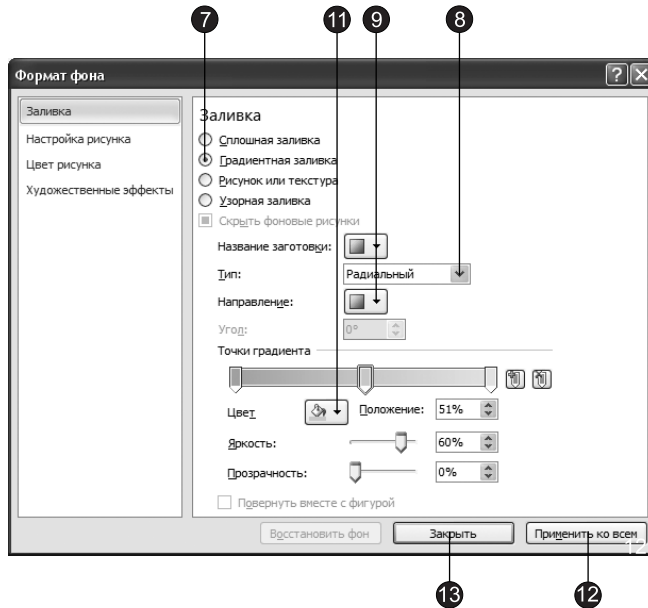 7 11 9 8
Формат фона
Заливка
Настройка рисунка
Цвет рисунка
Художественные эффекты
Заливка
Сплошная заливка
Градиентная заливка
Рисунок или текстура
Узорная заливка
Скрыть фоновые рисунки
Название заготовки:
Тип: Радиальный
Направление:
Угол: 0°
Точки градиента
Цвет Положение: 51%
Яркость: 60%
Прозрачность: 0%
Повернуть вместе с фигурой
Восстановить фон Закрыть Применить ко всем
12
13 12